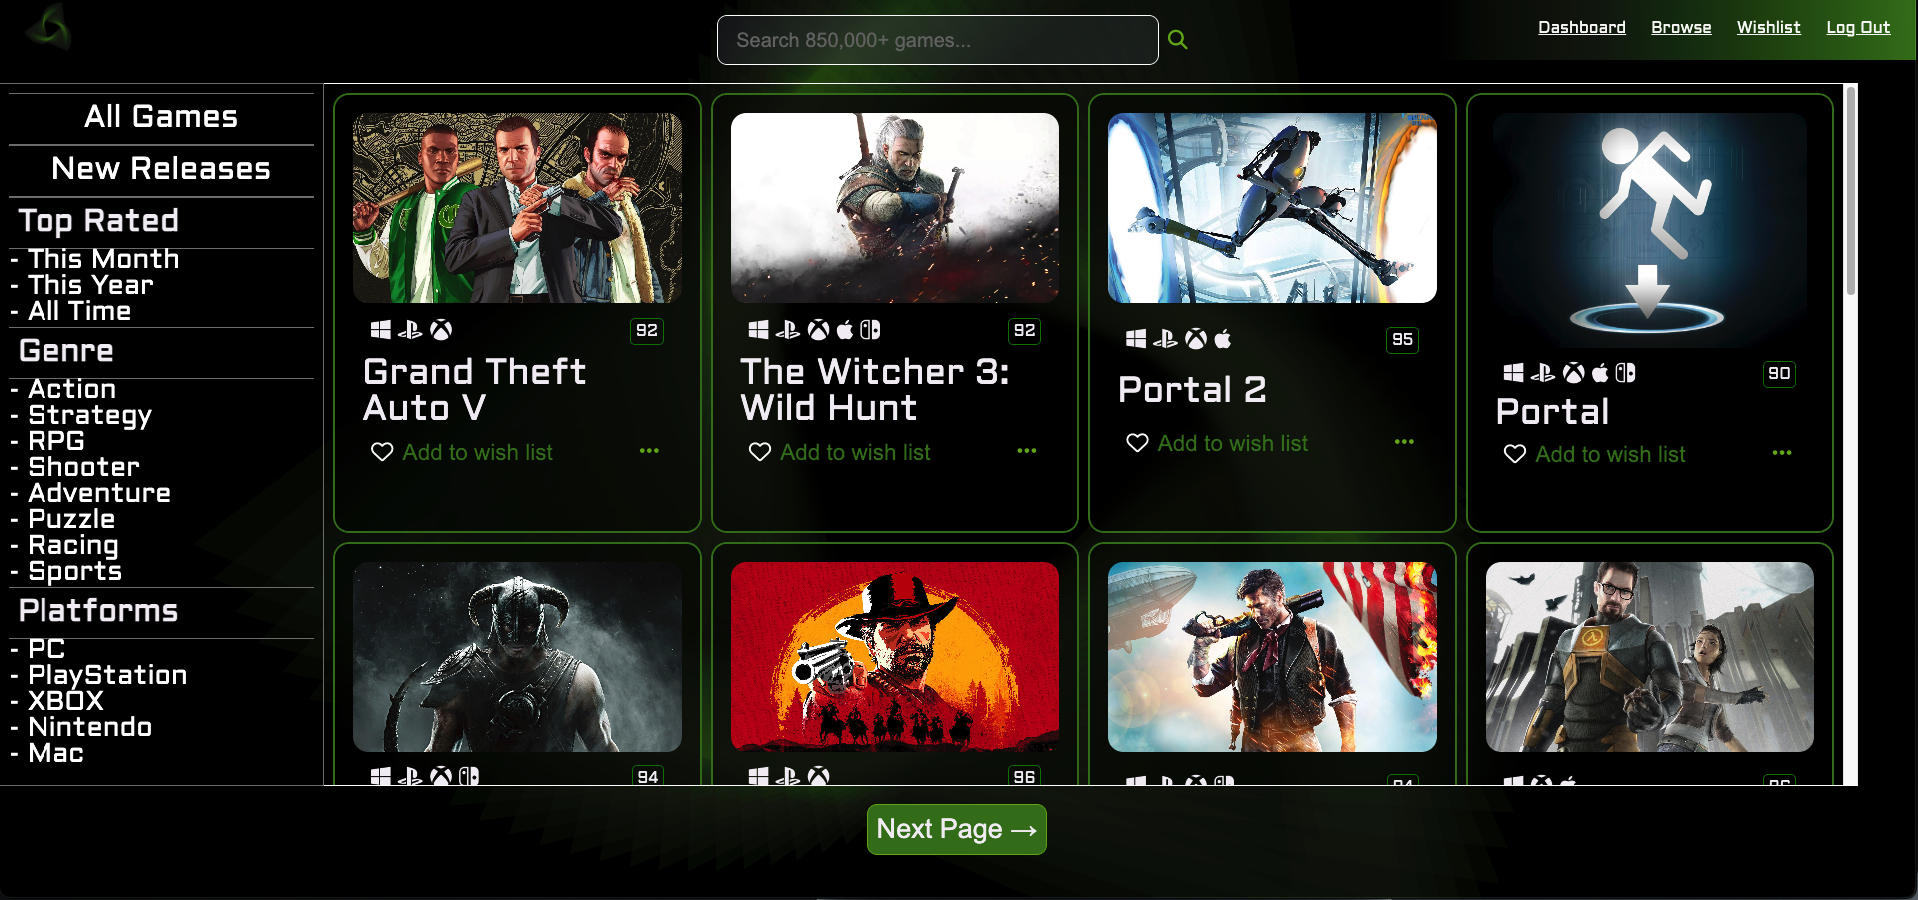 Search 850,000+ games...
Dashboard Browse Wishlist Log Out
All Games
New Releases
Top Rated
- This Month
- This Year
- All Time
Genre
- Action
- Strategy
- RPG
- Shooter
- Adventure
- Puzzle
- Racing
- Sports
Platforms
- PC
- PlayStation
- XBOX
- Nintendo
- Mac
92
Grand Theft
Auto V
Add to wish list
92
The Witcher 3:
Wild Hunt
Add to wish list
95
Portal 2
Add to wish list
90
Portal
Add to wish list
94
96
Next Page →